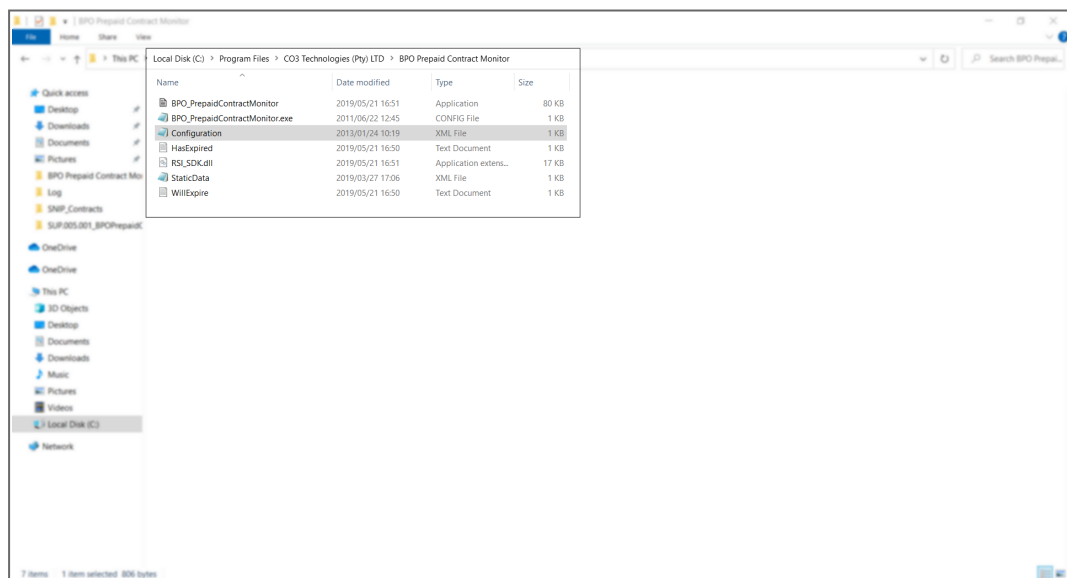 BPO Prepaid Contract Monitor
File Home Share View
This PC > Local Disk (C:) > Program Files > CO3 Technologies (Pty) LTD > BPO Prepaid Contract Monitor
Search BPO Prepai...
Name Date modified Type Size
BPO_PrepaidContractMonitor 2019/05/21 16:51 Application 80 KB
BPO_PrepaidContractMonitor.exe 2011/06/22 12:45 CONFIG File 1 KB
Configuration 2013/01/24 10:19 XML File 1 KB
HasExpired 2019/05/21 16:50 Text Document 1 KB
RSI_SDK.dll 2019/05/21 16:51 Application extens... 17 KB
StaticData 2019/03/27 17:06 XML File 1 KB
WillExpire 2019/05/21 16:50 Text Document 1 KB
Quick access
Desktop
Downloads
Documents
Pictures
BPO Prepaid Contract Mo
Log
SNIP_Contracts
SUP.005.001_BPOPrepaidC
OneDrive
OneDrive
This PC
3D Objects
Desktop
Documents
Downloads
Music
Pictures
Videos
Local Disk (C:)
Network
7 items 1 item selected 806 bytes